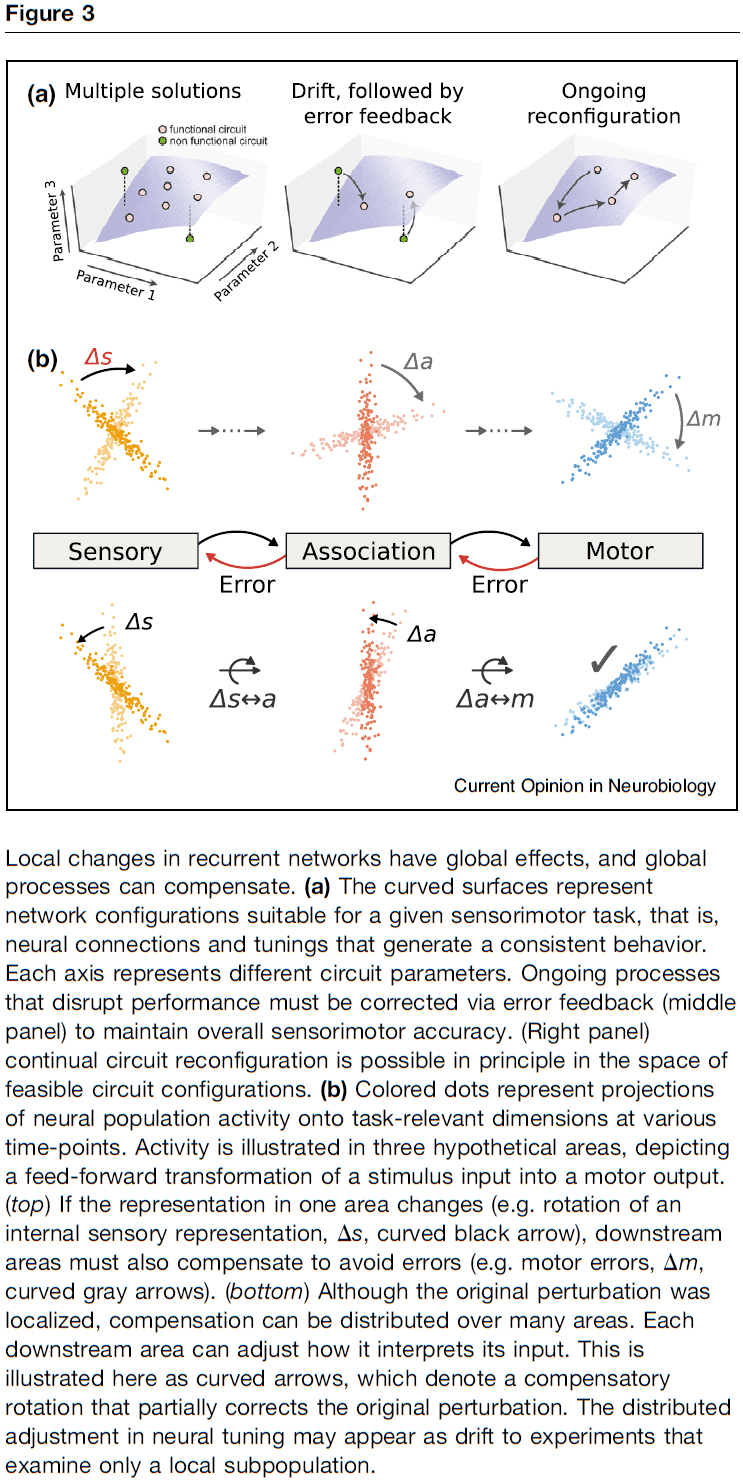 Figure 3
(a) Multiple solutions
Drift, followed by
error feedback
Ongoing
reconfiguration
functional circuit
non functional circuit
Parameter 3
Parameter 1
Parameter 2
(b)
Δs
Δa
Δm
Sensory
Association
Motor
Error
Error
Δs
Δa
Δs↔a
Δa↔m
✓
Current Opinion in Neurobiology
Local changes in recurrent networks have global effects, and global
processes can compensate. (a) The curved surfaces represent
network configurations suitable for a given sensorimotor task, that is,
neural connections and tunings that generate a consistent behavior.
Each axis represents different circuit parameters. Ongoing processes
that disrupt performance must be corrected via error feedback (middle
panel) to maintain overall sensorimotor accuracy. (Right panel)
continual circuit reconfiguration is possible in principle in the space of
feasible circuit configurations. (b) Colored dots represent projections
of neural population activity onto task-relevant dimensions at various
time-points. Activity is illustrated in three hypothetical areas, depicting
a feed-forward transformation of a stimulus input into a motor output.
(top) If the representation in one area changes (e.g. rotation of an
internal sensory representation, Δs, curved black arrow), downstream
areas must also compensate to avoid errors (e.g. motor errors, Δm,
curved gray arrows). (bottom) Although the original perturbation was
localized, compensation can be distributed over many areas. Each
downstream area can adjust how it interprets its input. This is
illustrated here as curved arrows, which denote a compensatory
rotation that partially corrects the original perturbation. The distributed
adjustment in neural tuning may appear as drift to experiments that
examine only a local subpopulation.